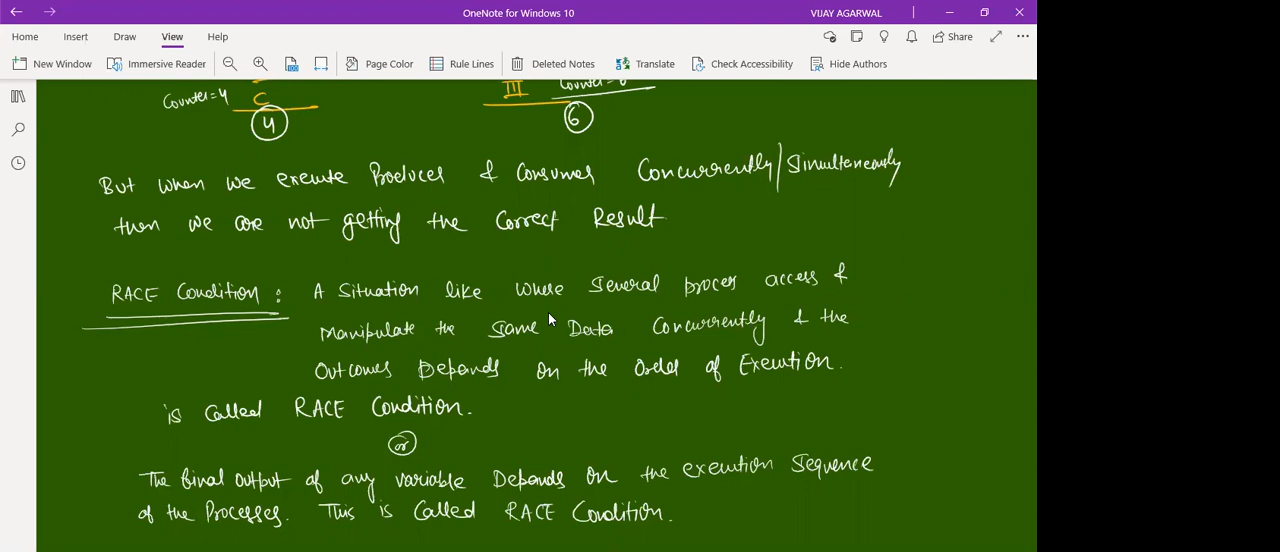 OneNote for Windows 10
VIJAY AGARWAL
Home Insert Draw View Help
Share
New Window Immersive Reader Page Color Rule Lines Deleted Notes Translate Check Accessibility Hide Authors
Counter=4 C
III
4
6
But when we execute Producer & Consumer Concurrently/Simultaneously
then we are not getting the Correct Result
RACE Condition : A Situation like where Several process access &
Manipulate the Same Data Concurrently & the
Outcomes Depends on the Order of Execution.
is Called RACE Condition.
or
The final output of any variable Depends on the execution Sequence
of the Processes. This is Called RACE Condition.